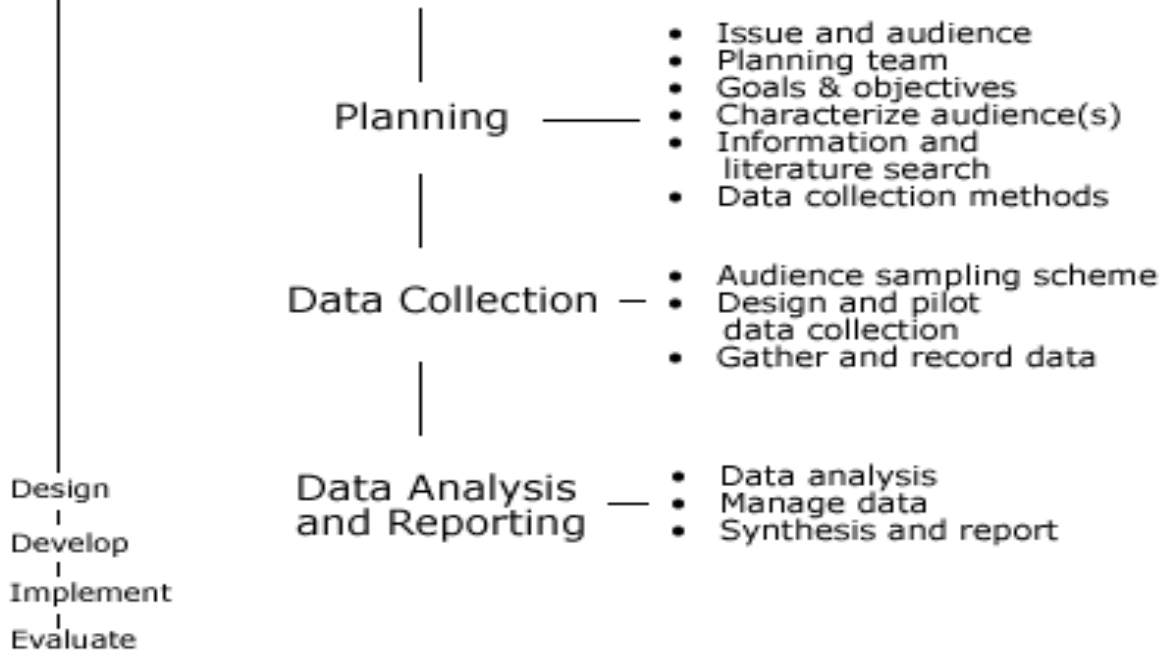 Planning
• Issue and audience
• Planning team
• Goals & objectives
• Characterize audience(s)
• Information and
literature search
• Data collection methods
Data Collection
• Audience sampling scheme
• Design and pilot
data collection
• Gather and record data
Data Analysis
and Reporting
• Data analysis
• Manage data
• Synthesis and report
Design
Develop
Implement
Evaluate